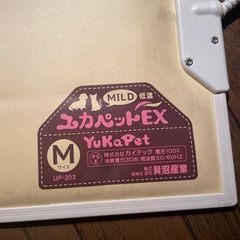 MILD 低温
ユカペットEX
YuKaPet
M
サイズ
UP-203
PSE
株式会社カイテック 電圧100V
消費電力30W. 周波数50/60HZ
発売元 株式会社 貝沼産業